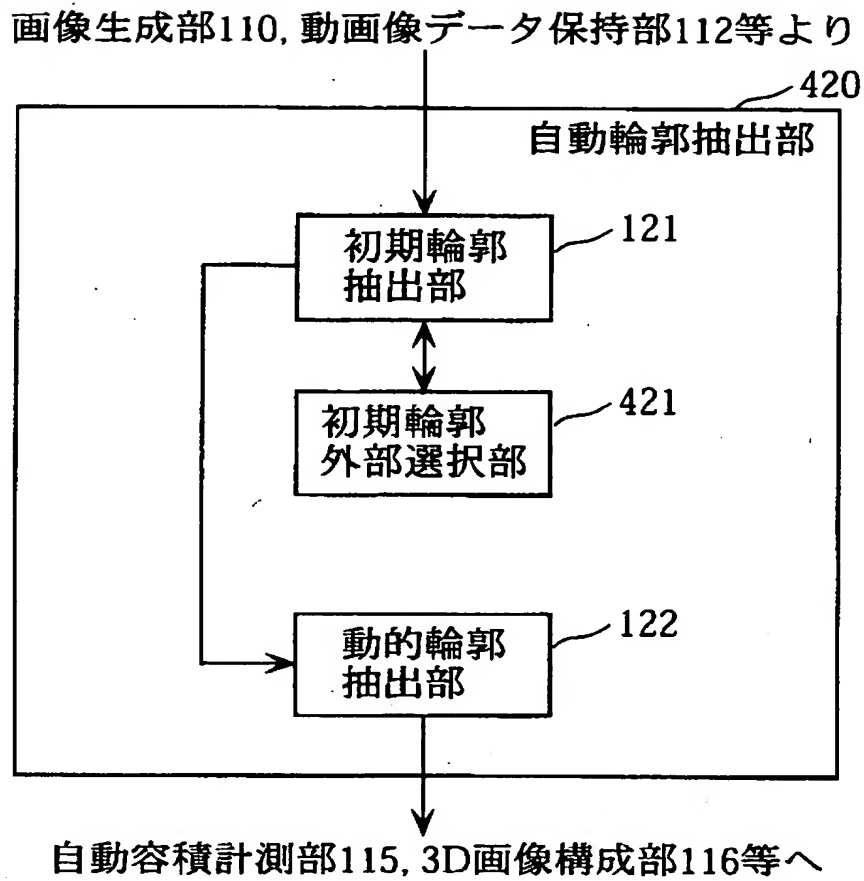 画像生成部110, 動画像データ保持部112等より
420
自動輪郭抽出部
初期輪郭
抽出部
121
初期輪郭
外部選択部
421
動的輪郭
抽出部
122
自動容積計測部115, 3D画像構成部116等へ